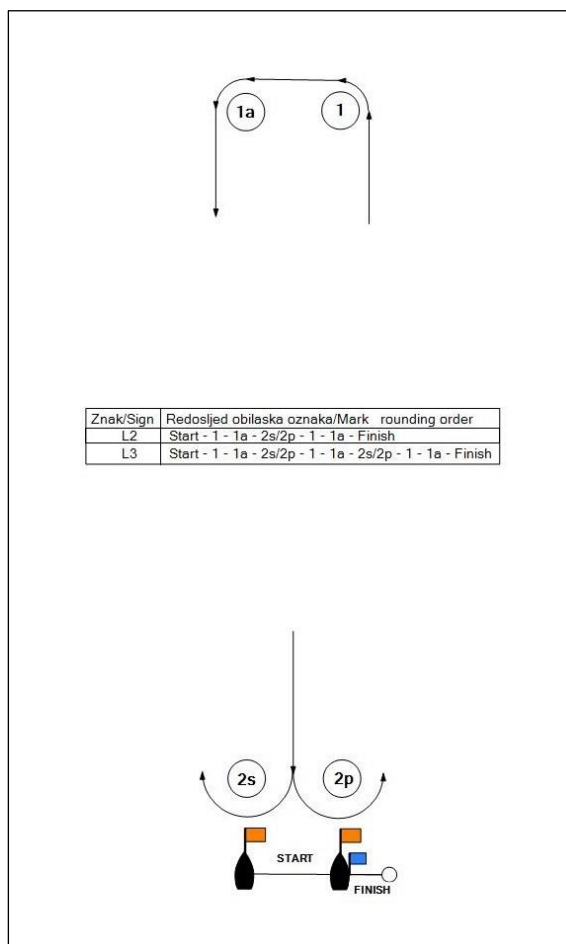 1a 1
Znak/Sign Redosljed obilaska oznaka/Mark rounding order
L2 Start - 1 - 1a - 2s/2p - 1 - 1a - Finish
L3 Start - 1 - 1a - 2s/2p - 1 - 1a - 2s/2p - 1 - 1a - Finish
2s 2p
START
FINISH